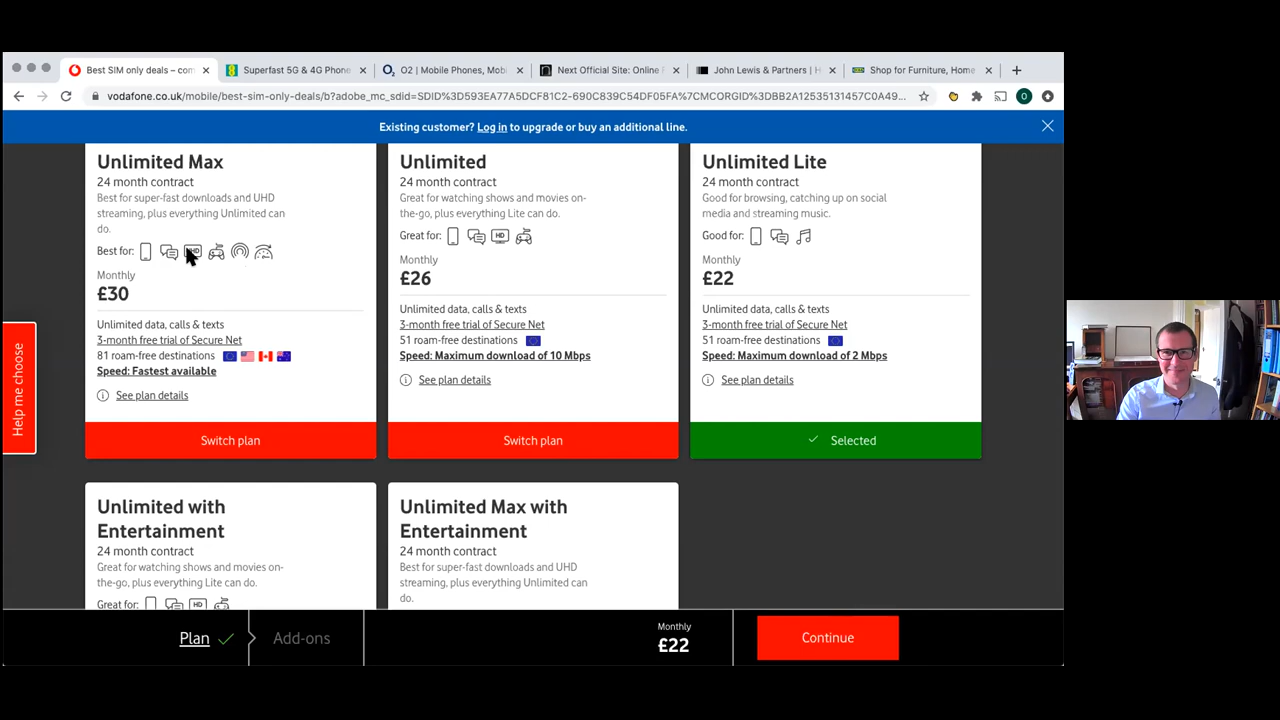 Best SIM only deals – com
Superfast 5G & 4G Phone
O2 | Mobile Phones, Mobi
Next Official Site: Online F
John Lewis & Partners | H
Shop for Furniture, Home
vodafone.co.uk/mobile/best-sim-only-deals/b?adobe_mc_sdid=SDID%3D593EA77A5DCF81C2-690C839C54DF05FA%7CMCORGID%3DBB2A12535131457C0A49...
Existing customer? Log in to upgrade or buy an additional line.
Help me choose
Unlimited Max
24 month contract
Best for super-fast downloads and UHD
streaming, plus everything Unlimited can
do.
Best for:
HD
Monthly
£30
Unlimited data, calls & texts
3-month free trial of Secure Net
81 roam-free destinations
Speed: Fastest available
See plan details
Switch plan
Unlimited
24 month contract
Great for watching shows and movies on-
the-go, plus everything Lite can do.
Great for:
HD
Monthly
£26
Unlimited data, calls & texts
3-month free trial of Secure Net
51 roam-free destinations
Speed: Maximum download of 10 Mbps
See plan details
Switch plan
Unlimited Lite
24 month contract
Good for browsing, catching up on social
media and streaming music.
Good for:
Monthly
£22
Unlimited data, calls & texts
3-month free trial of Secure Net
51 roam-free destinations
Speed: Maximum download of 2 Mbps
See plan details
Selected
Unlimited with
Entertainment
24 month contract
Great for watching shows and movies on-
the-go, plus everything Lite can do.
Great for:
HD
Unlimited Max with
Entertainment
24 month contract
Best for super-fast downloads and UHD
streaming, plus everything Unlimited can
do.
Plan
Add-ons
Monthly
£22
Continue